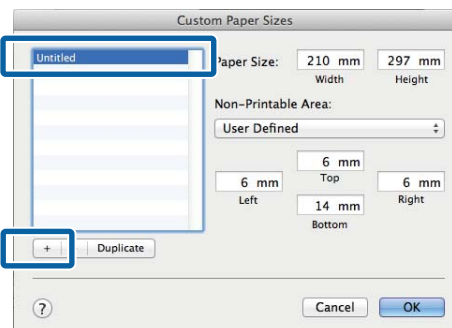 Custom Paper Sizes
Untitled
Paper Size: 210 mm 297 mm
Width Height
Non-Printable Area:
User Defined
6 mm
Top
6 mm 6 mm
Left Right
14 mm
Bottom
+ Duplicate
? Cancel OK